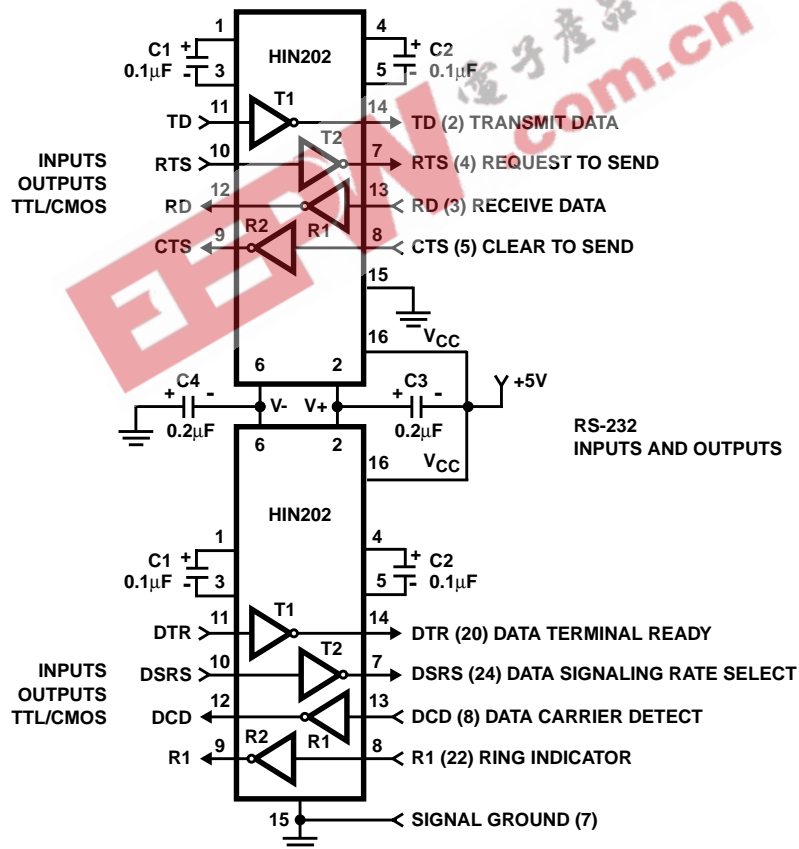 1
4
C1 +
HIN202
+ C2
0.1µF -
3
5
- 0.1µF
電子產品
.com.cn
EEPW
11
T1
14
TD
TD (2) TRANSMIT DATA
10
T2
7
INPUTS
OUTPUTS
TTL/CMOS
RTS
RTS (4) REQUEST TO SEND
12
13
RD
RD (3) RECEIVE DATA
9
R2
R1
8
CTS
CTS (5) CLEAR TO SEND
15
16
VCC
6
2
+5V
C4
+ -
V-
V+
C3
+ -
0.2µF
0.2µF
RS-232
INPUTS AND OUTPUTS
6
2
16
VCC
HIN202
1
4
C1 +
+ C2
0.1µF -
3
5
- 0.1µF
11
T1
14
DTR
DTR (20) DATA TERMINAL READY
10
T2
7
INPUTS
OUTPUTS
TTL/CMOS
DSRS
DSRS (24) DATA SIGNALING RATE SELECT
12
13
DCD
DCD (8) DATA CARRIER DETECT
9
R2
R1
8
R1
R1 (22) RING INDICATOR
15
SIGNAL GROUND (7)